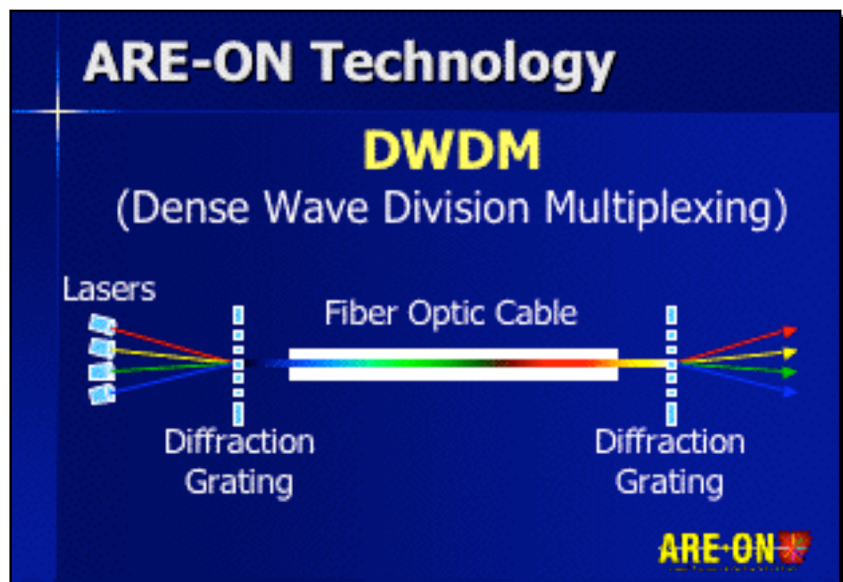 ARE-ON Technology
DWDM
(Dense Wave Division Multiplexing)
Lasers
Fiber Optic Cable
Diffraction
Grating
Diffraction
Grating
ARE-ON